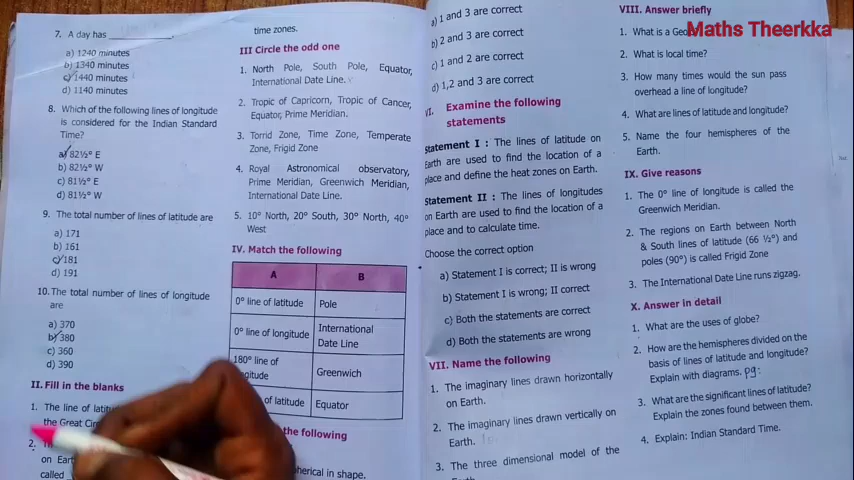 Maths Theerkka
7. A day has ____________.
a) 1240 minutes
b) 1340 minutes
c) 1440 minutes
d) 1140 minutes
8. Which of the following lines of longitude
is considered for the Indian Standard
Time?
a) 82½° E
b) 82½° W
c) 81½° E
d) 81½° W
9. The total number of lines of latitude are
a) 171
b) 161
c) 181
d) 191
10. The total number of lines of longitude
are
a) 370
b) 380
c) 360
d) 390
II. Fill in the blanks
1. The line of
the Great
2.
on
called
time zones.
III Circle the odd one
1. North Pole, South Pole, Equator,
International Date Line.
2. Tropic of Capricorn, Tropic of Cancer,
Equator, Prime Meridian.
3. Torrid Zone, Time Zone, Temperate
Zone, Frigid Zone
4. Royal Astronomical observatory,
Prime Meridian, Greenwich Meridian,
International Date Line.
5. 10° North, 20° South, 30° North, 40°
West
IV. Match the following
A B
0° line of latitude Pole
0° line of longitude International
Date Line
180° line of
Greenwich
of latitude Equator
the following
in shape.
a) 1 and 3 are correct
b) 2 and 3 are correct
c) 1 and 2 are correct
d) 1,2 and 3 are correct
VI. Examine the following
statements
Statement I : The lines of latitude on
Earth are used to find the location of a
place and define the heat zones on Earth.
Statement II : The lines of longitudes
on Earth are used to find the location of a
place and to calculate time.
Choose the correct option
a) Statement I is correct; II is wrong
b) Statement I is wrong; II correct
c) Both the statements are correct
d) Both the statements are wrong
VII. Name the following
1. The imaginary lines drawn horizontally
on Earth.
2. The imaginary lines drawn vertically on
Earth.
3. The three dimensional model of the
VIII. Answer briefly
1. What is a
2. What is local time?
3. How many times would the sun pass
overhead a line of longitude?
4. What are lines of latitude and longitude?
5. Name the four hemispheres of the
Earth.
IX. Give reasons
1. The 0° line of longitude is called the
Greenwich Meridian.
2. The regions on Earth between North
& South lines of latitude (66 ½°) and
poles (90°) is called Frigid Zone
3. The International Date Line runs zigzag.
X. Answer in detail
1. What are the uses of globe?
2. How are the hemispheres divided on the
basis of lines of latitude and longitude?
Explain with diagrams. pg:
3. What are the significant lines of latitude?
Explain the zones found between them.
4. Explain: Indian Standard Time.